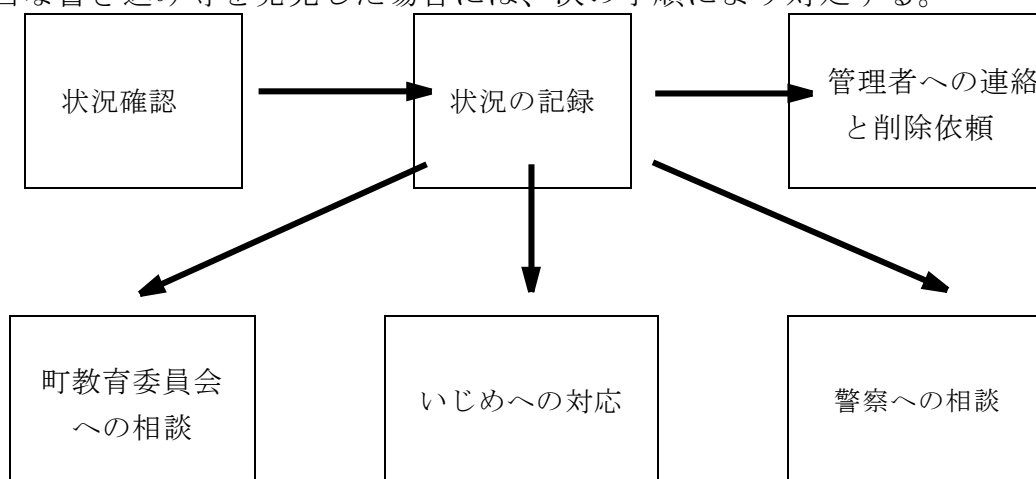 な書き込み等を発見した場合には、次の手順により対処する。
状況確認
状況の記録
管理者への連絡
と削除依頼
町教育委員会
への相談
いじめへの対応
警察への相談